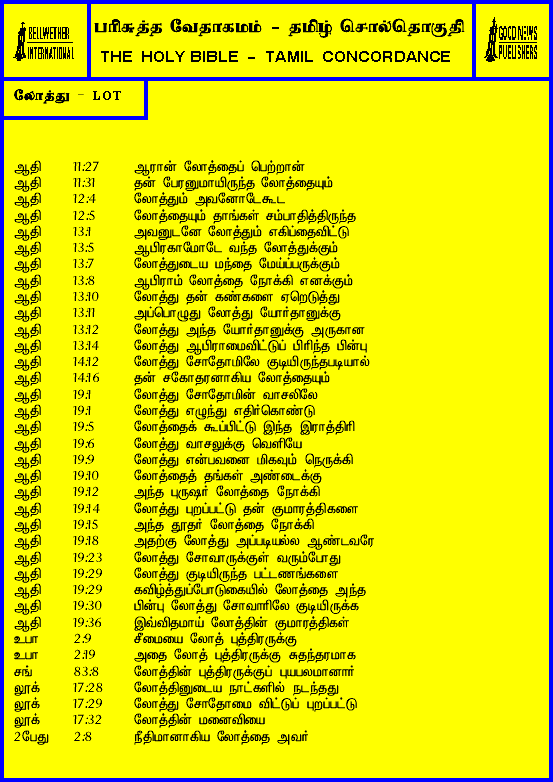 BELLWETHER
INTERNATIONAL
பரிசுத்த வேதாகமம் - தமிழ் சொல்தொகுதி
THE HOLY BIBLE - TAMIL CONCORDANCE
GOOD NEWS
PUBLISHERS
லோத்து - LOT
ஆதி 11:27 ஆரான் லோத்தைப் பெற்றான்
ஆதி 11:31 தன் பேரனுமாயிருந்த லோத்தையும்
ஆதி 12:4 லோத்தும் அவனோடேகூட
ஆதி 12:5 லோத்தையும் தாங்கள் சம்பாதித்திருந்த
ஆதி 13:1 அவனுடனே லோத்தும் எகிப்தைவிட்டு
ஆதி 13:5 ஆபிரகாமோடே வந்த லோத்துக்கும்
ஆதி 13:7 லோத்துடைய மந்தை மேய்ப்பருக்கும்
ஆதி 13:8 ஆபிராம் லோத்தை நோக்கி எனக்கும்
ஆதி 13:10 லோத்து தன் கண்களை ஏறெடுத்து
ஆதி 13:11 அப்பொழுது லோத்து யோர்தானுக்கு
ஆதி 13:12 லோத்து அந்த யோர்தானுக்கு அருகான
ஆதி 13:14 லோத்து ஆபிராமைவிட்டுப் பிரிந்த பின்பு
ஆதி 14:12 லோத்து சோதோமிலே குடியிருந்தபடியால்
ஆதி 14:16 தன் சகோதரனாகிய லோத்தையும்
ஆதி 19:1 லோத்து சோதோமின் வாசலிலே
ஆதி 19:1 லோத்து எழுந்து எதிர்கொண்டு
ஆதி 19:5 லோத்தைக் கூப்பிட்டு இந்த இராத்திரி
ஆதி 19:6 லோத்து வாசலுக்கு வெளியே
ஆதி 19:9 லோத்து என்பவனை மிகவும் நெருக்கி
ஆதி 19:10 லோத்தைத் தங்கள் அண்டைக்கு
ஆதி 19:12 அந்த புருஷர் லோத்தை நோக்கி
ஆதி 19:14 லோத்து புறப்பட்டு தன் குமாரத்திகளை
ஆதி 19:15 அந்த தூதர் லோத்தை நோக்கி
ஆதி 19:18 அதற்கு லோத்து அப்படியல்ல ஆண்டவரே
ஆதி 19:23 லோத்து சோவாருக்குள் வரும்போது
ஆதி 19:29 லோத்து குடியிருந்த பட்டணங்களை
ஆதி 19:29 கவிழ்த்துப்போடுகையில் லோத்தை அந்த
ஆதி 19:30 பின்பு லோத்து சோவாரிலே குடியிருக்க
ஆதி 19:36 இவ்விதமாய் லோத்தின் குமாரத்திகள்
உபா 2:9 சீமையை லோத் புத்திரருக்கு
உபா 2:19 அதை லோத் புத்திரருக்கு சுதந்தரமாக
சங் 83:8 லோத்தின் புத்திரருக்குப் புயபலமானார்
லூக் 17:28 லோத்தினுடைய நாட்களில் நடந்தது
லூக் 17:29 லோத்து சோதோமை விட்டுப் புறப்பட்டு
லூக் 17:32 லோத்தின் மனைவியை
2பேது 2:8 நீதிமானாகிய லோத்தை அவர்